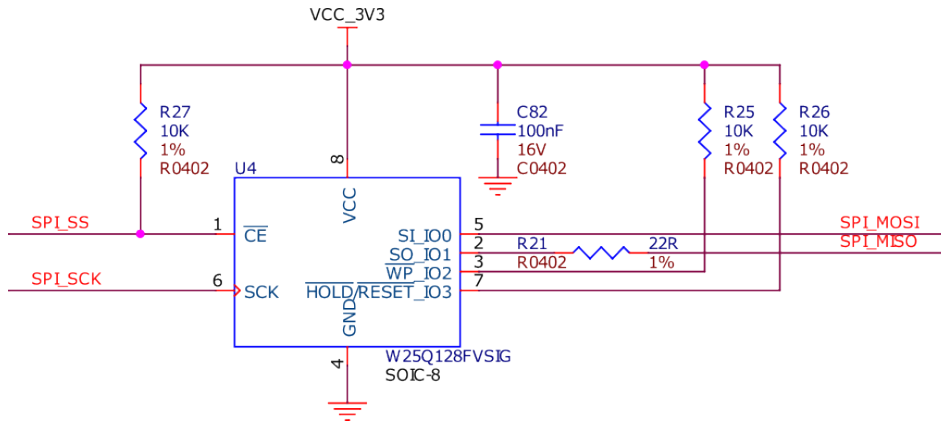 VCC_3V3
R27
10K
1%
R0402
C82
100nF
16V
C0402
R25
10K
1%
R0402
R26
10K
1%
R0402
U4
8
VCC
SPI_SS
1
CE
SPI_SCK
6
SCK
SI_IO0
5
SPI_MOSI
SO_IO1
2
R21
R0402
22R
1%
SPI_MISO
WP_IO2
3
HOLD/RESET_IO3
7
GND
4
W25Q128FVSIG
SOIC-8